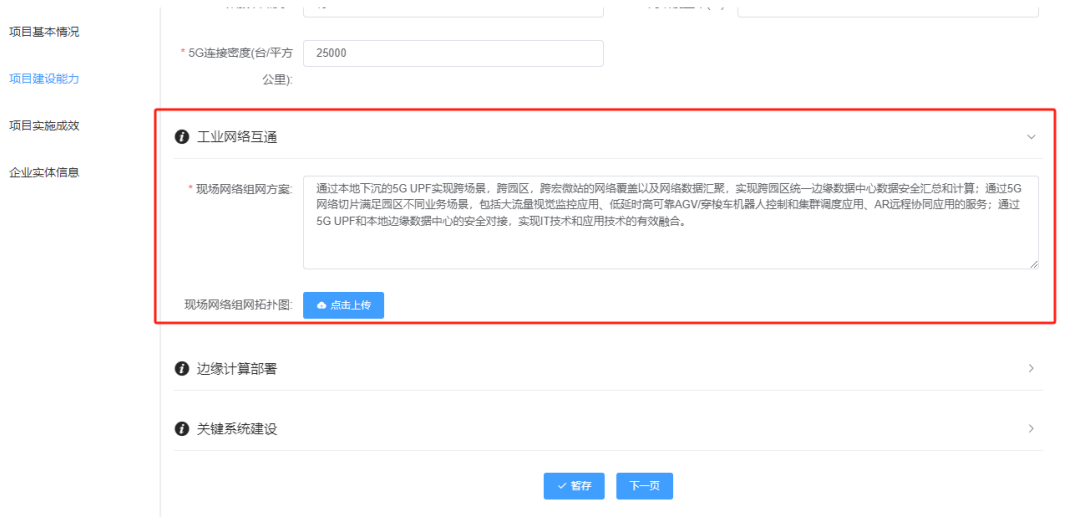 项目基本情况
项目建设能力
项目实施成效
企业实体信息
* 5G连接密度(台/平方
公里):
25000
工业网络互通
* 现场网络组网方案:
通过本地下沉的5G UPF实现跨场景，跨园区，跨宏微站的网络覆盖以及网络数据汇聚，实现跨园区统一边缘数据中心数据安全汇总和计算；通过5G
网络切片满足园区不同业务场景，包括大流量视觉监控应用、低延时高可靠AGV/穿梭车机器人控制和集群调度应用、AR远程协同应用的服务；通过
5G UPF和本地边缘数据中心的安全对接，实现IT技术和应用技术的有效融合。
现场网络组网拓扑图:
点击上传
边缘计算部署
关键系统建设
暂存
下一页